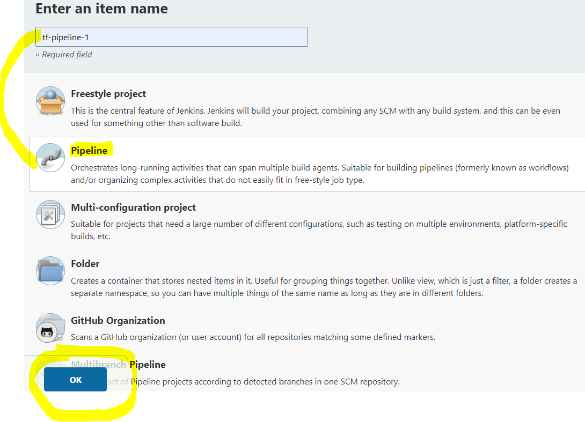 Enter an item name
tf-pipeline-1
» Required field
Freestyle project
This is the central feature of Jenkins. Jenkins will build your project, combining any SCM with any build system, and this can be even
used for something other than software build.
Pipeline
Orchestrates long-running activities that can span multiple build agents. Suitable for building pipelines (formerly known as workflows)
and/or organizing complex activities that do not easily fit in free-style job type.
Multi-configuration project
Suitable for projects that need a large number of different configurations, such as testing on multiple environments, platform-specific
builds, etc.
Folder
Creates a container that stores nested items in it. Useful for grouping things together. Unlike view, which is just a filter, a folder creates a
separate namespace, so you can have multiple things of the same name as long as they are in different folders.
GitHub Organization
Scans a GitHub organization (or user account) for all repositories matching some defined markers.
Multibranch Pipeline
OK
set of Pipeline projects according to detected branches in one SCM repository.